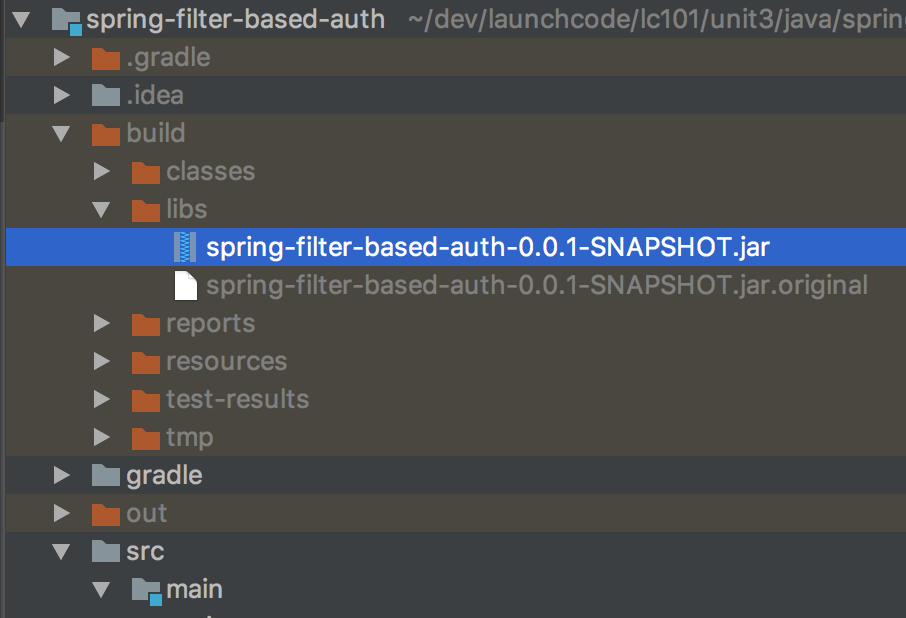 spring-filter-based-auth ~/dev/launchcode/lc101/unit3/java/spring
.gradle
.idea
build
classes
libs
spring-filter-based-auth-0.0.1-SNAPSHOT.jar
spring-filter-based-auth-0.0.1-SNAPSHOT.jar.original
reports
resources
test-results
tmp
gradle
out
src
main